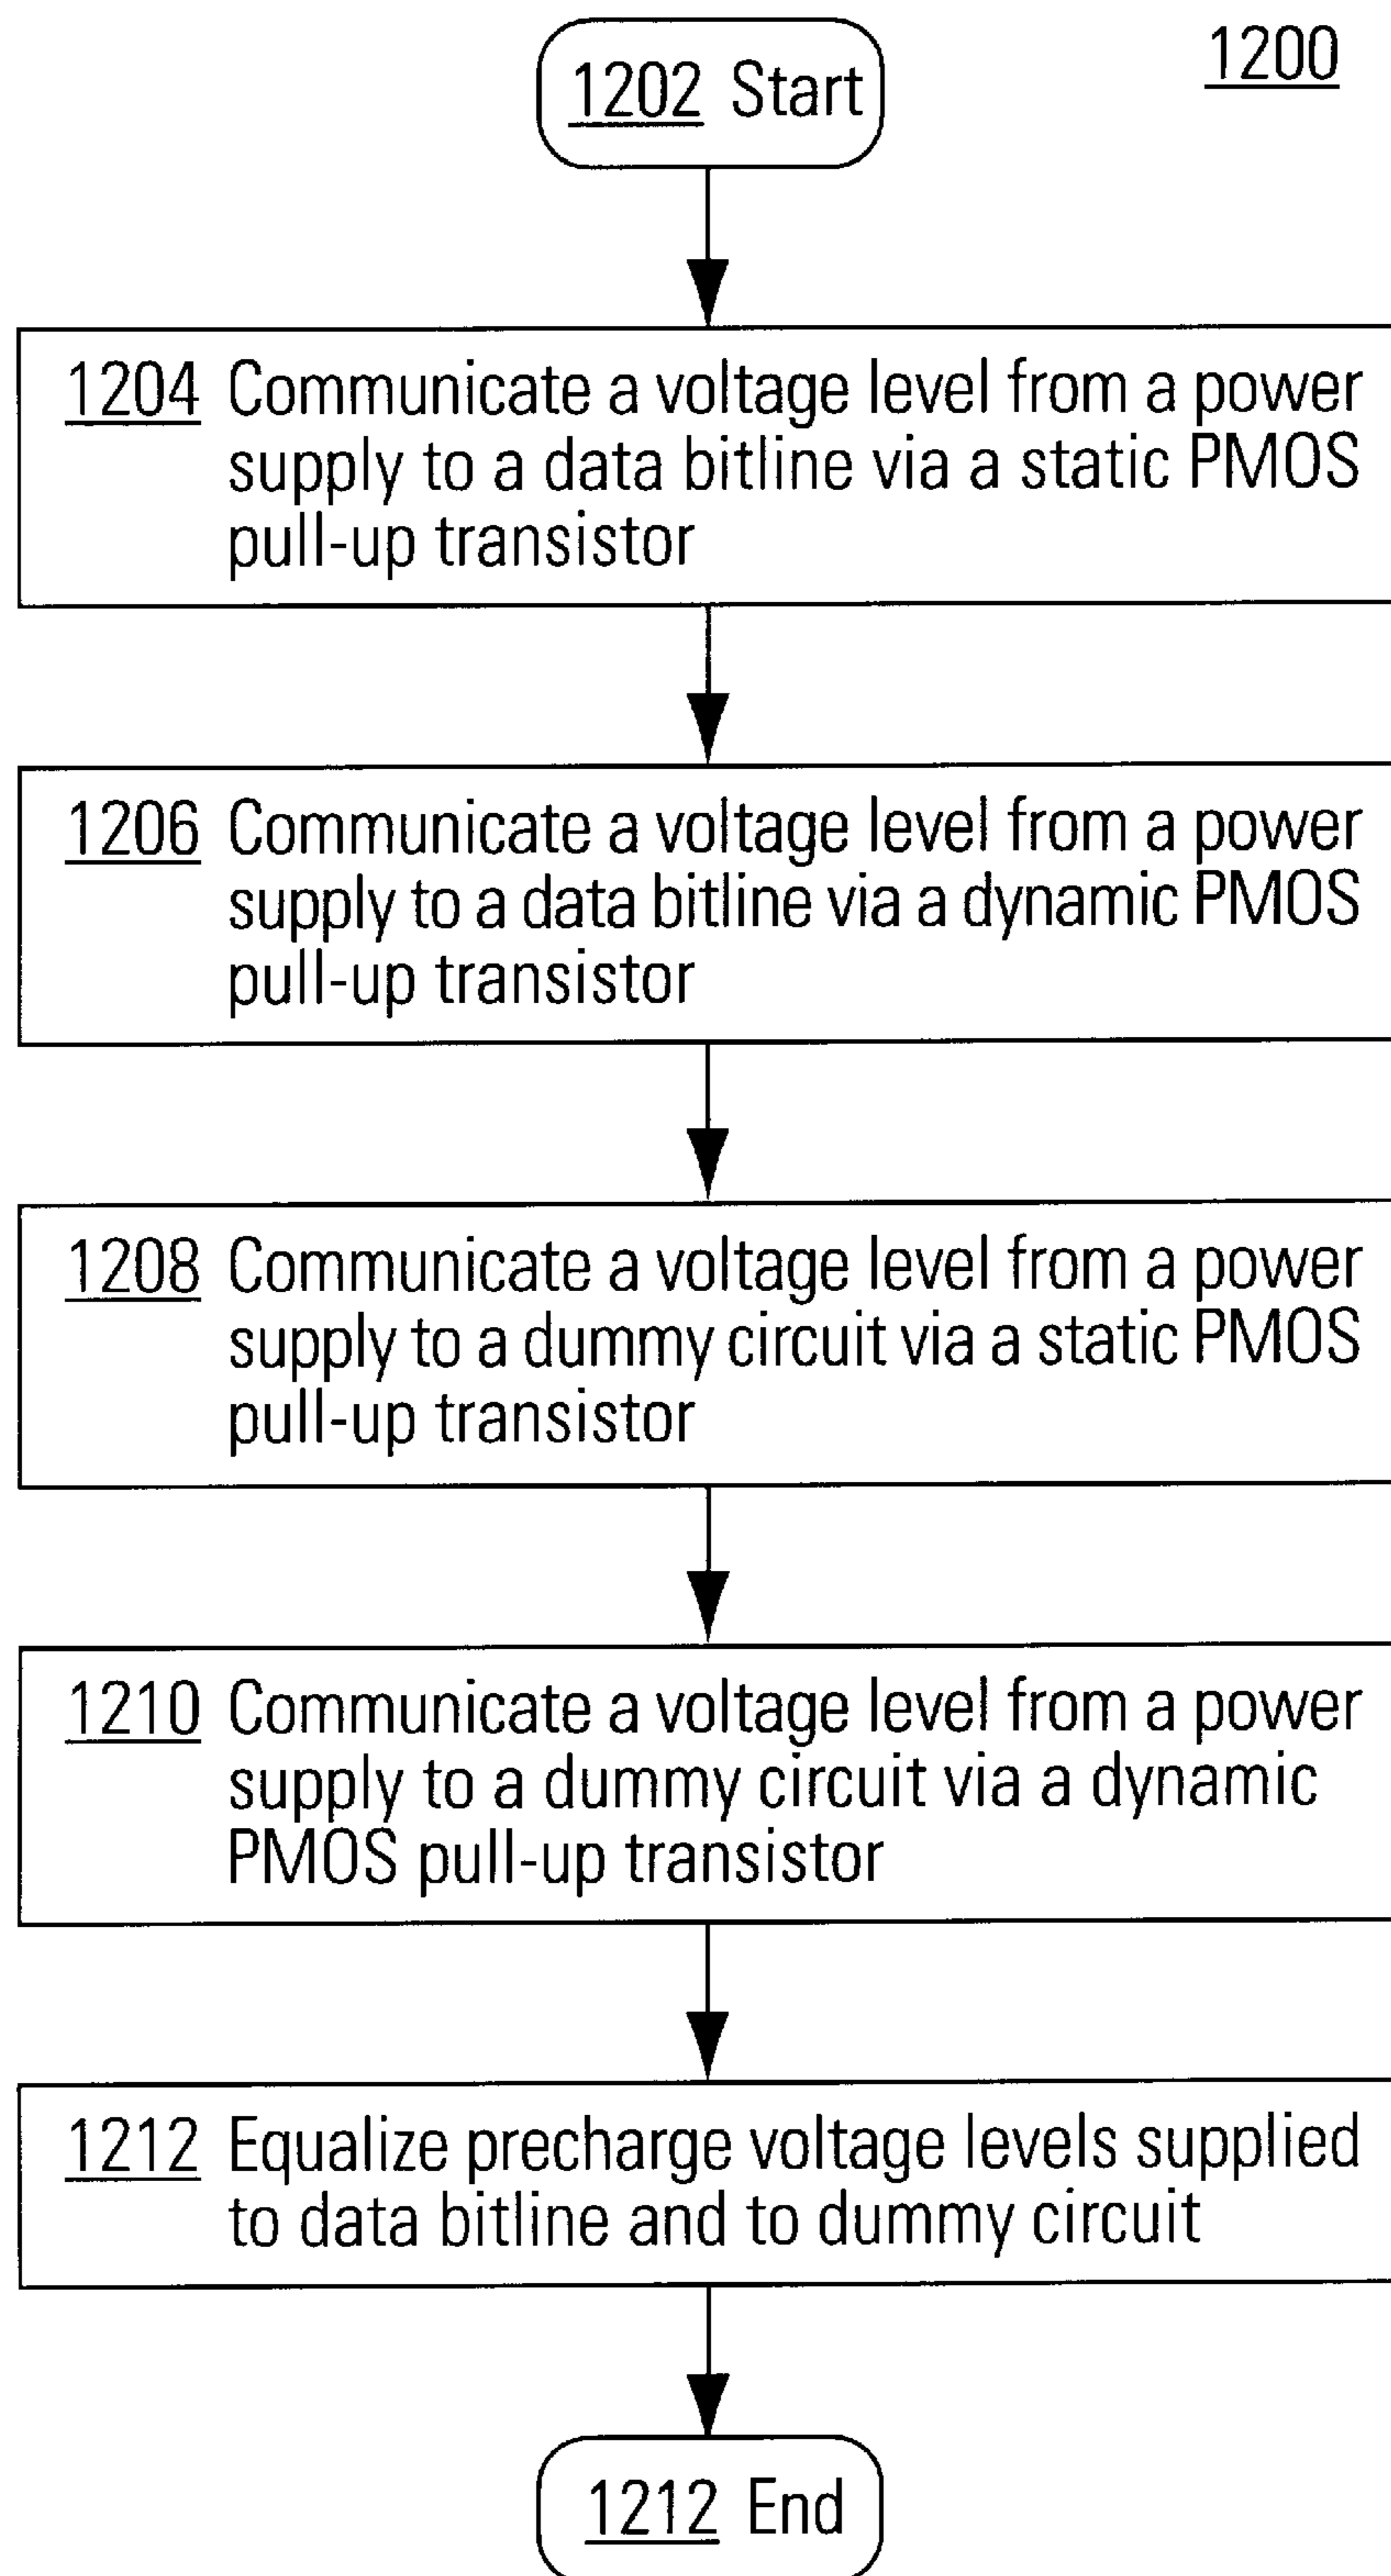 1200
1202 Start
1204 Communicate a voltage level from a power
supply to a data bitline via a static PMOS
pull-up transistor
1206 Communicate a voltage level from a power
supply to a data bitline via a dynamic PMOS
pull-up transistor
1208 Communicate a voltage level from a power
supply to a dummy circuit via a static PMOS
pull-up transistor
1210 Communicate a voltage level from a power
supply to a dummy circuit via a dynamic
PMOS pull-up transistor
1212 Equalize precharge voltage levels supplied
to data bitline and to dummy circuit
1212 End